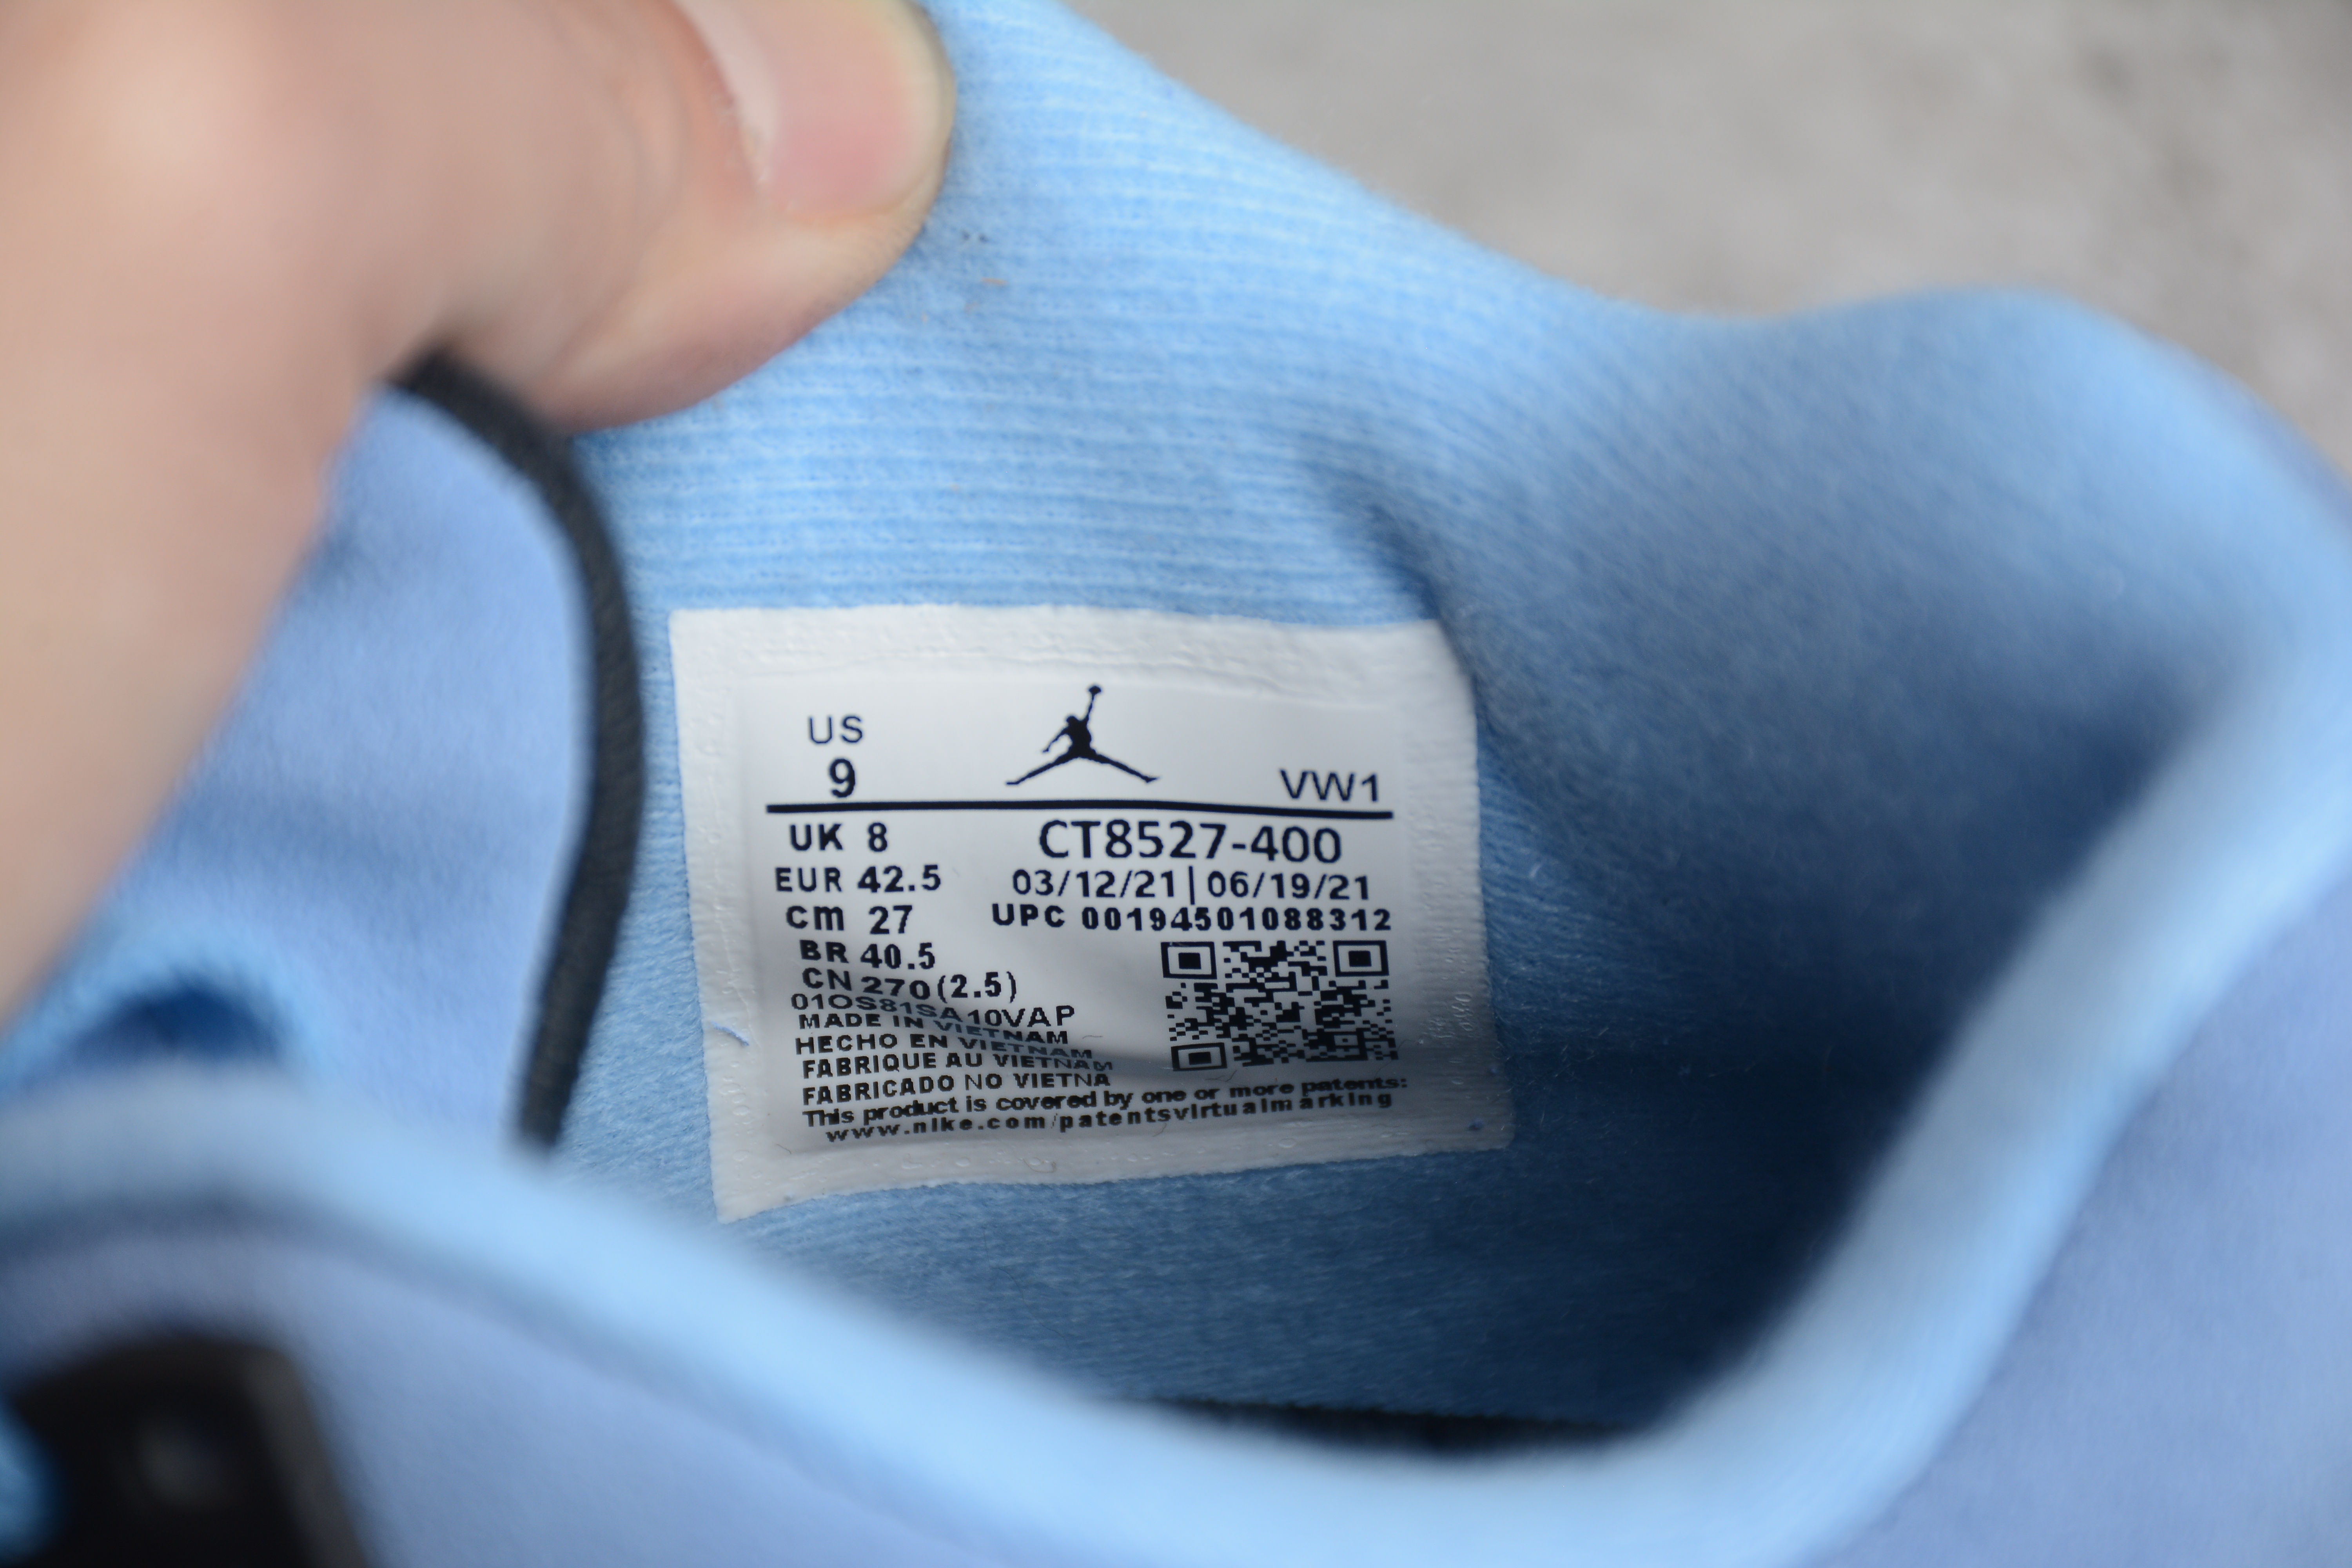 US
9
VW1
UK 8
CT8527-400
EUR 42.5
03/12/21|06/19/21
cm 27
UPC 00194501088312
BR 40.5
CN 270(2.5)
01OS81SA10VAP
MADE IN VIETNAM
HECHO EN VIETNAM
FABRIQUE AU VIETNAM
FABRICADO NO VIETNA
This product is covered by one or more patents:
www.nike.com/patentsvirtualmarking